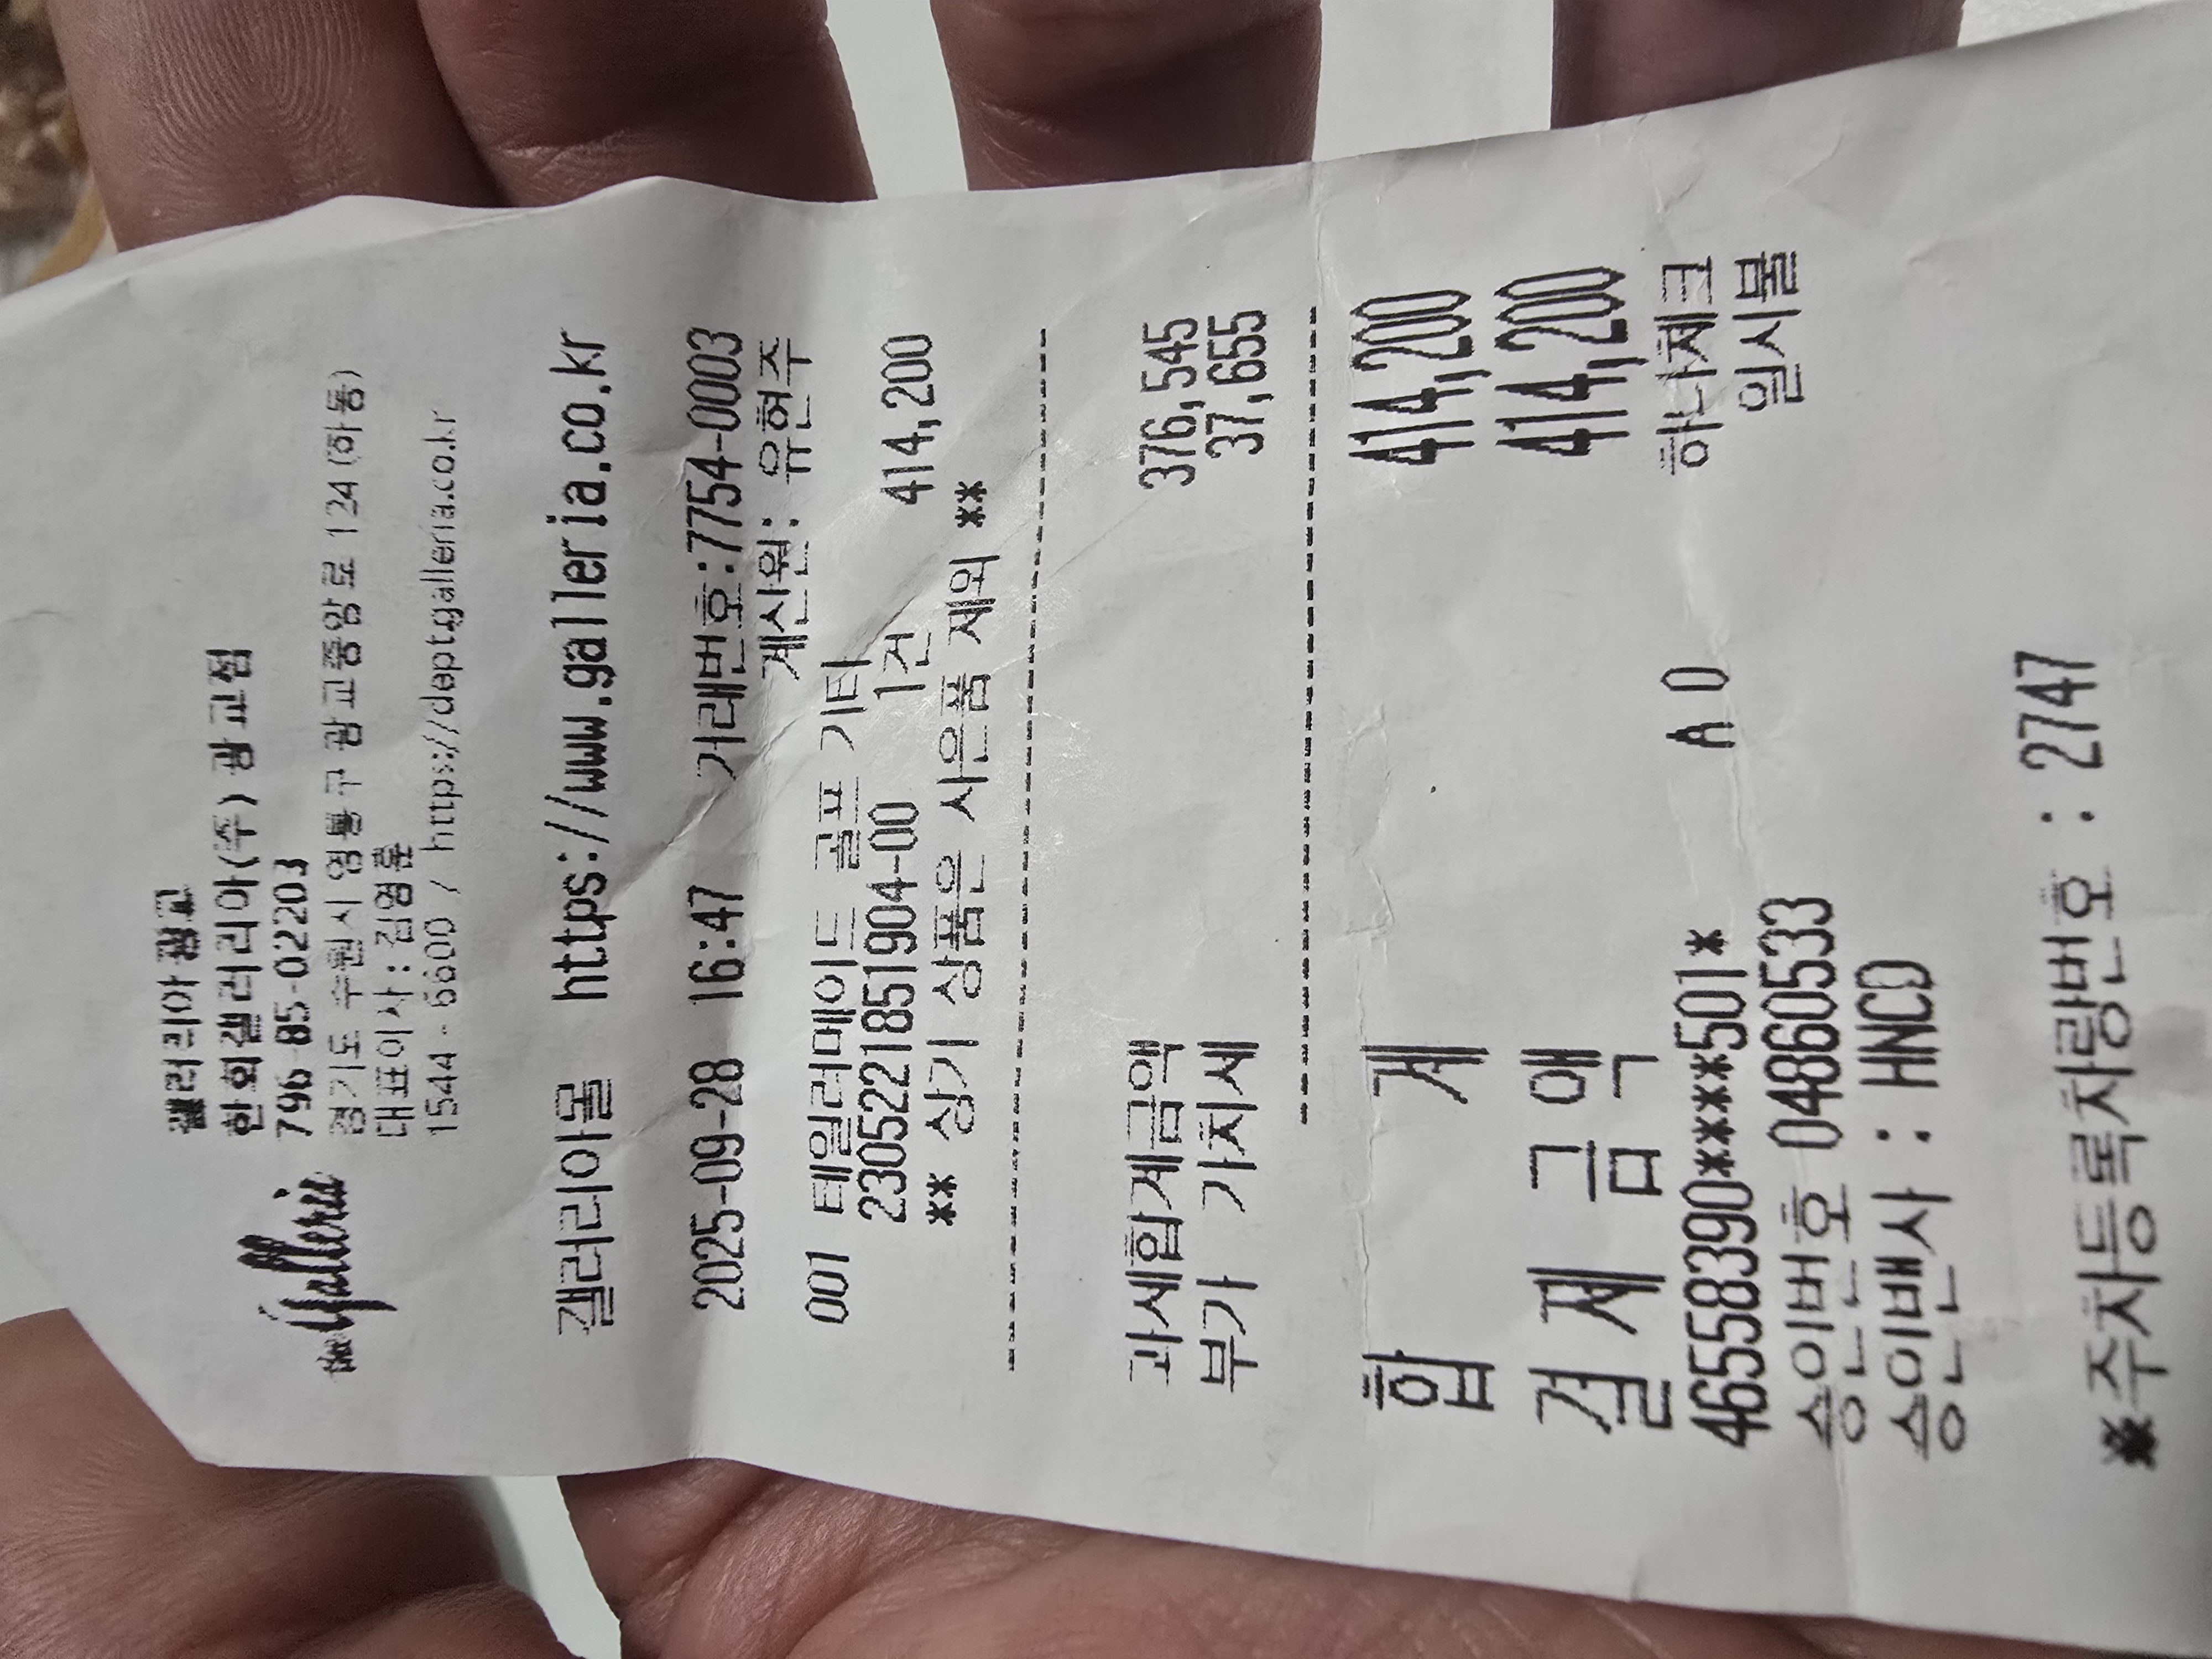 the Galleria
갤러리아 광교
한화갤러리아(주) 광교점
796-85-02203
경기도 수원시 영통구 광교중앙로 124 (하동)
대표이사 : 김영훈
1544 - 6600 / https://dept.galleria.co.kr
갤러리아몰 https://www.galleria.co.kr
2025-09-28 16:47 거래번호:7754-0003
계산원: 유현주
001 테일러메이드 골프 기타
2305221851904-00 1건 414,200
** 상기 상품은 사은품 제외 **
과세합계금액 376,545
부가 가치세 37,655
합 계 414,200
결 제 금 액 414,200
46558390****501* A 0 하나체크
승인번호 04860533 일시불
승인밴사 : HNCD
※주차등록차량번호 : 2747